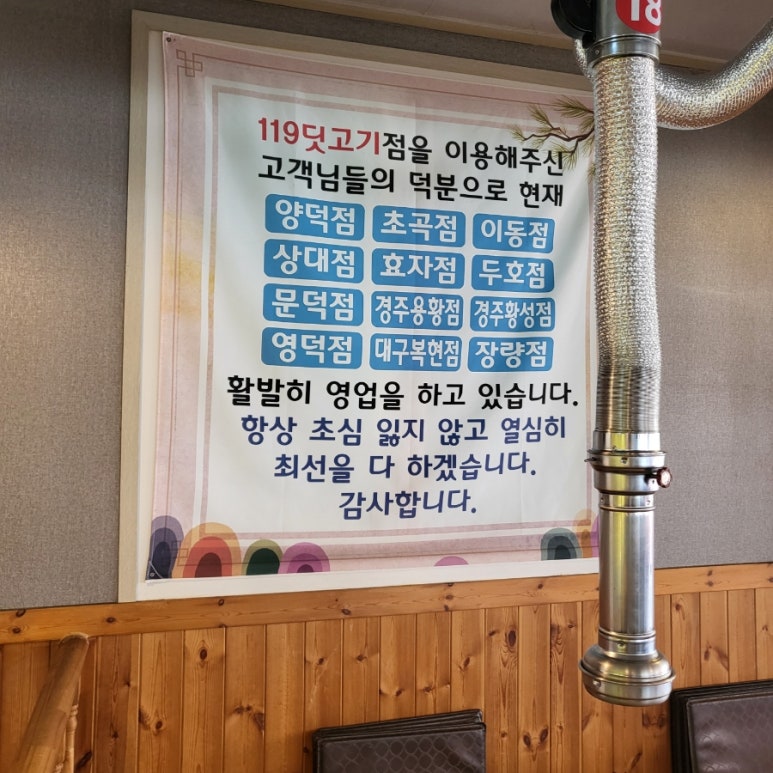 18
119딧고기점을 이용해주신
고객님들의 덕분으로 현재
양덕점 초곡점 이동점
상대점 효자점 두호점
문덕점 경주용황점 경주황성점
영덕점 대구복현점 장량점
활발히 영업을 하고 있습니다.
항상 초심 잃지 않고 열심히
최선을 다 하겠습니다.
감사합니다.